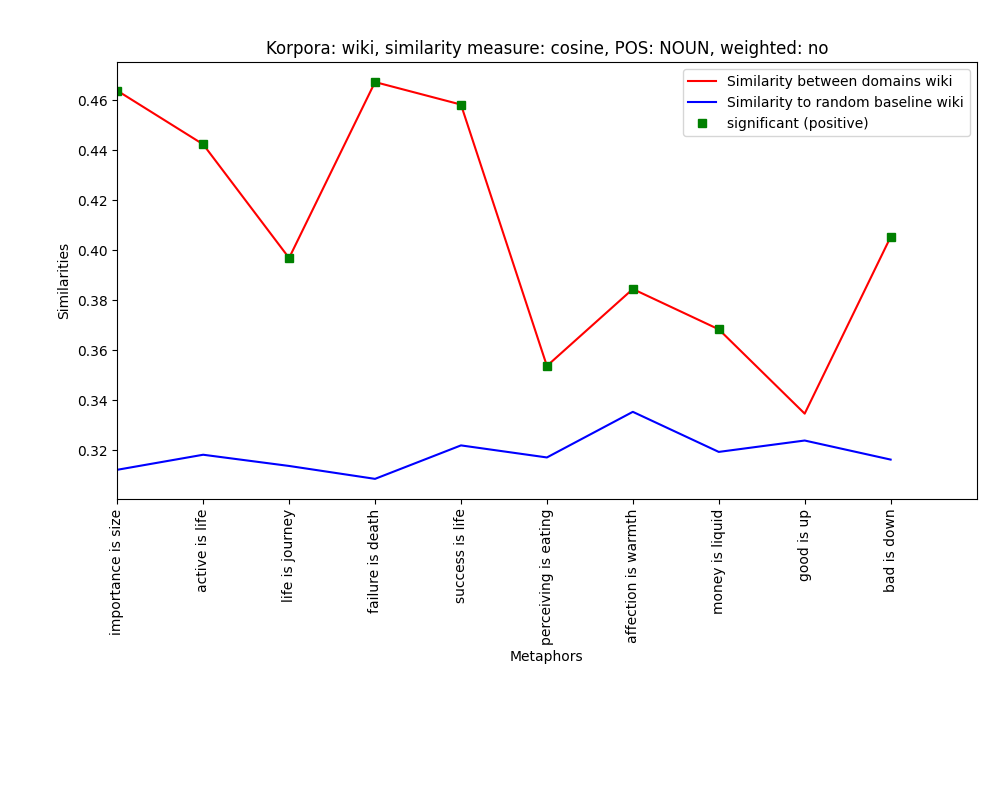 Korpora: wiki, similarity measure: cosine, POS: NOUN, weighted: no
Similarity between domains wiki
Similarity to random baseline wiki
significant (positive)
Similarities
0.46
0.44
0.42
0.40
0.38
0.36
0.34
0.32
importance is size
active is life
life is journey
failure is death
success is life
perceiving is eating
affection is warmth
money is liquid
good is up
bad is down
Metaphors